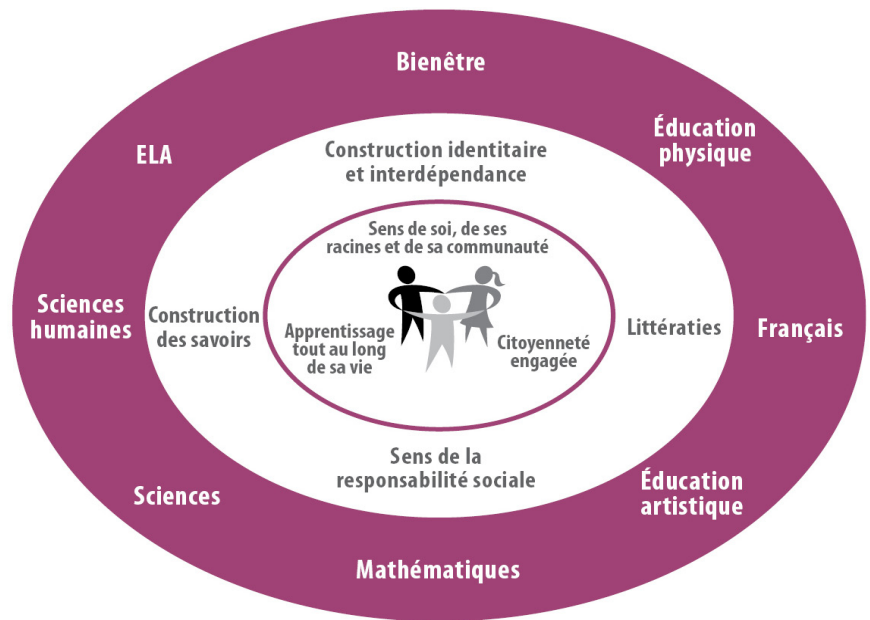 Bienêtre
Éducation
physique
ELA
Construction identitaire
et interdépendance
Sens de soi, de ses
racines et de sa communauté
Sciences
humaines
Construction
des savoirs
Apprentissage
tout au long
de sa vie
Citoyenneté
engagée
Littératies
Français
Sens de la
responsabilité sociale
Sciences
Éducation
artistique
Mathématiques